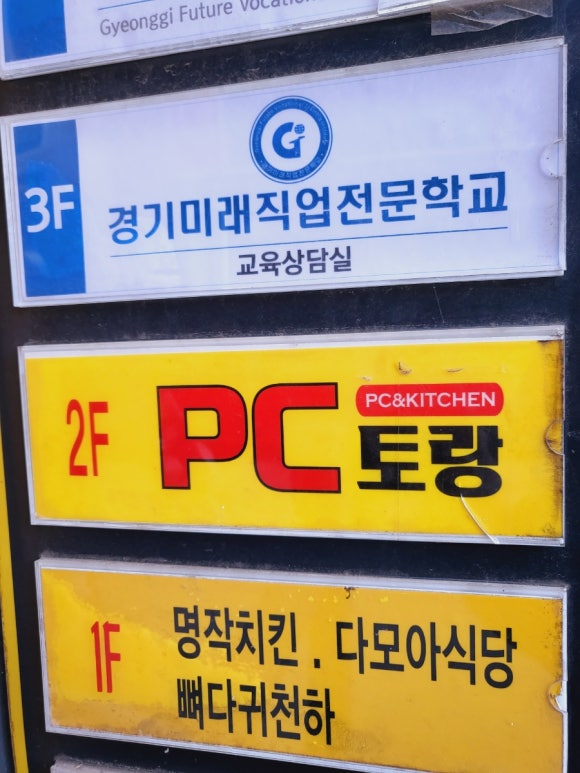 Gyeonggi Future Vocation
3F
경기미래직업전문학교
교육상담실
2F
PC
PC&KITCHEN
토랑
1F
명작치킨 . 다모아식당
뼈다귀천하